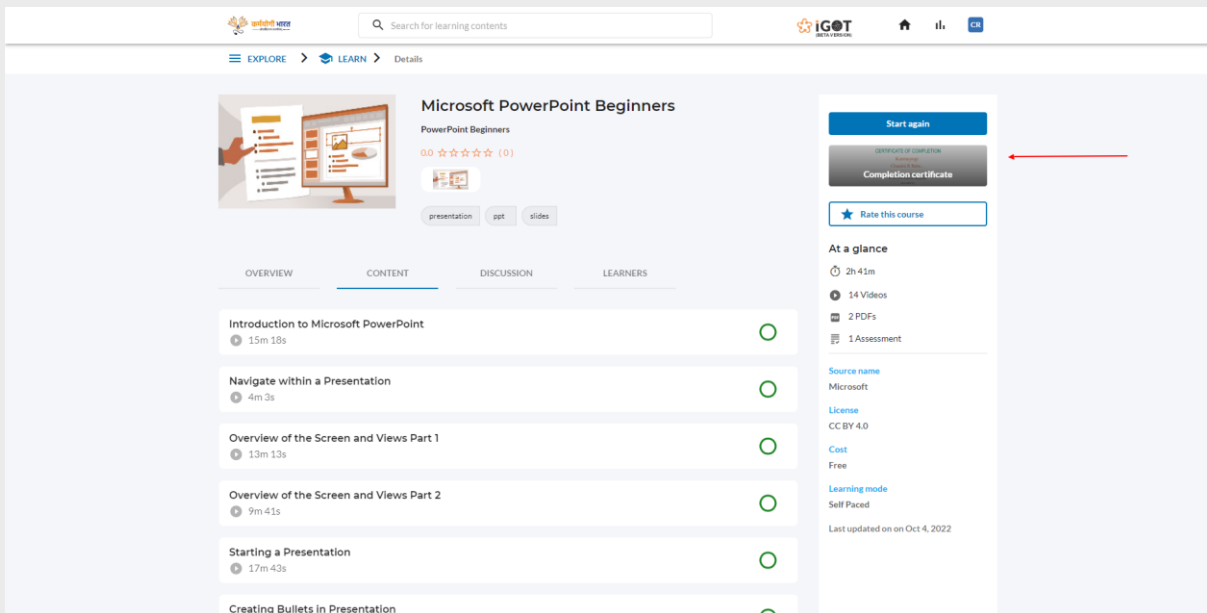 कर्मयोगी भारत
Search for learning contents
iGOT
(BETA VERSION)
CR
EXPLORE
LEARN
Details
Microsoft PowerPoint Beginners
PowerPoint Beginners
0.0 (0)
presentation
ppt
slides
Start again
CERTIFICATE OF COMPLETION
Completion certificate
Rate this course
At a glance
2h 41m
14 Videos
PDF
2 PDFs
1 Assessment
Source name
Microsoft
License
CC BY 4.0
Cost
Free
Learning mode
Self Paced
Last updated on on Oct 4, 2022
OVERVIEW
CONTENT
DISCUSSION
LEARNERS
Introduction to Microsoft PowerPoint
15m 18s
Navigate within a Presentation
4m 3s
Overview of the Screen and Views Part 1
13m 13s
Overview of the Screen and Views Part 2
9m 41s
Starting a Presentation
17m 43s
Creating Bullets in Presentation